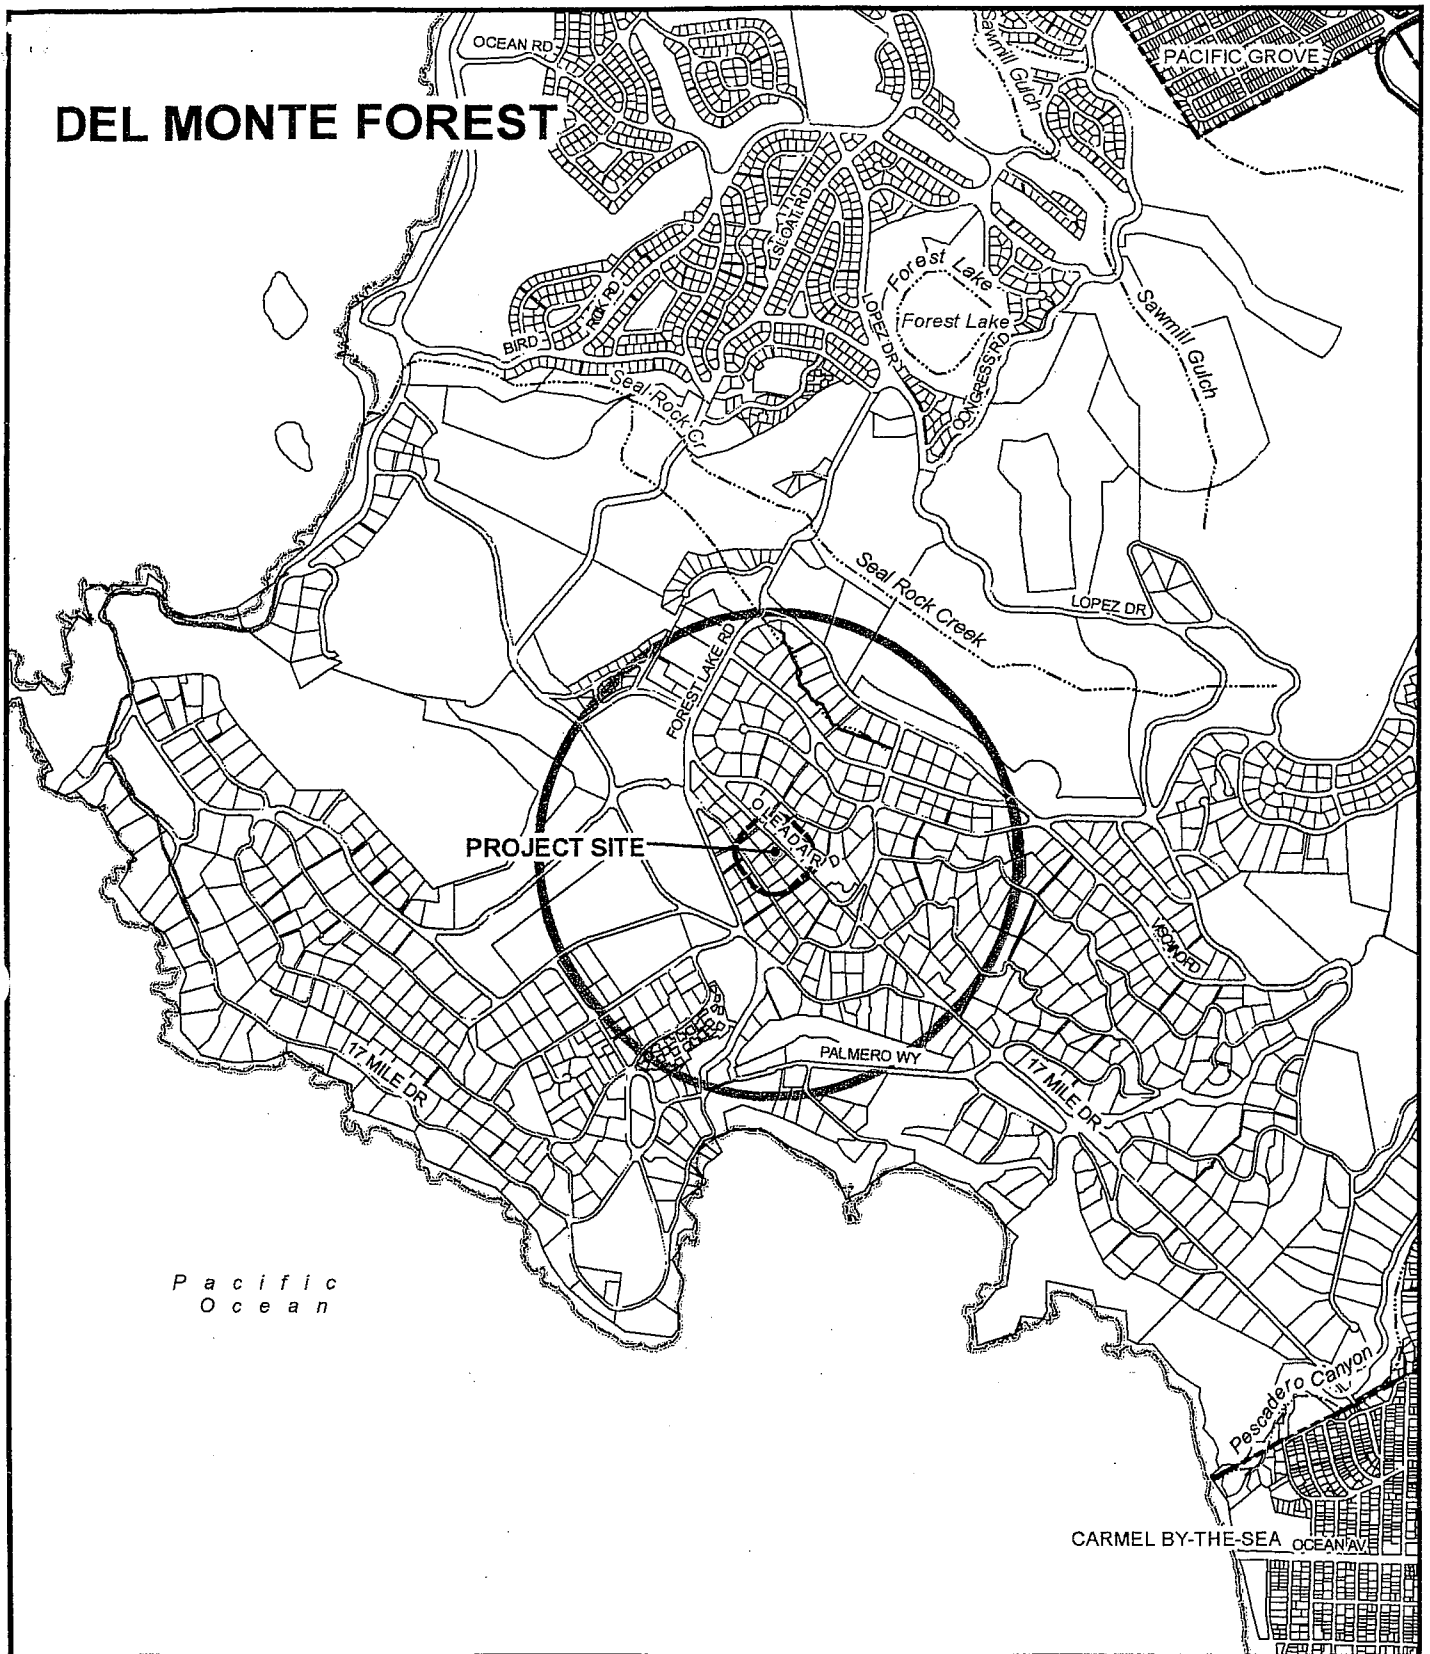 OCEAN RD
Sawmill Gulch
PACIFIC GROVE
DEL MONTE FOREST
SLOAT RD
Forest Lake
Forest Lake
LOPEZ DR
Sawmill Gulch
BIRD ROCK RD
CONGRESS RD
Seal Rock Cr
Seal Rock Creek
LOPEZ DR
FOREST LAKE RD
OLEADA RD
PROJECT SITE
17 MILE DR
PALMERO WY
17 MILE DR
Pacific
Ocean
Pescadero Canyon
CARMEL BY-THE-SEA
OCEAN AV